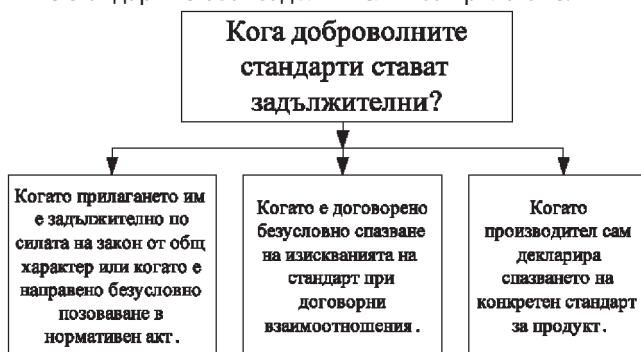 Кога доброволните
стандарти стават
задължителни?
Когато прилагането им
е задължително по
силата на закон от общ
характер или когато е
направено безусловно
позоваване в
нормативен акт.
Когато е договорено
безусловно спазване
на изискванията на
стандарт при
договорни
взаимоотношения.
Когато
производител сам
декларира
спазването на
конкретен стандарт
за продукт.